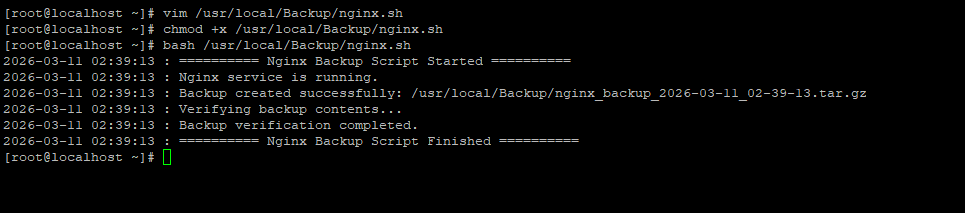 [root@localhost ~]# vim /usr/local/Backup/nginx.sh
[root@localhost ~]# chmod +x /usr/local/Backup/nginx.sh
[root@localhost ~]# bash /usr/local/Backup/nginx.sh
2026-03-11 02:39:13 : ========== Nginx Backup Script Started ==========
2026-03-11 02:39:13 : Nginx service is running.
2026-03-11 02:39:13 : Backup created successfully: /usr/local/Backup/nginx_backup_2026-03-11_02-39-13.tar.gz
2026-03-11 02:39:13 : Verifying backup contents...
2026-03-11 02:39:13 : Backup verification completed.
2026-03-11 02:39:13 : ========== Nginx Backup Script Finished ==========
[root@localhost ~]#